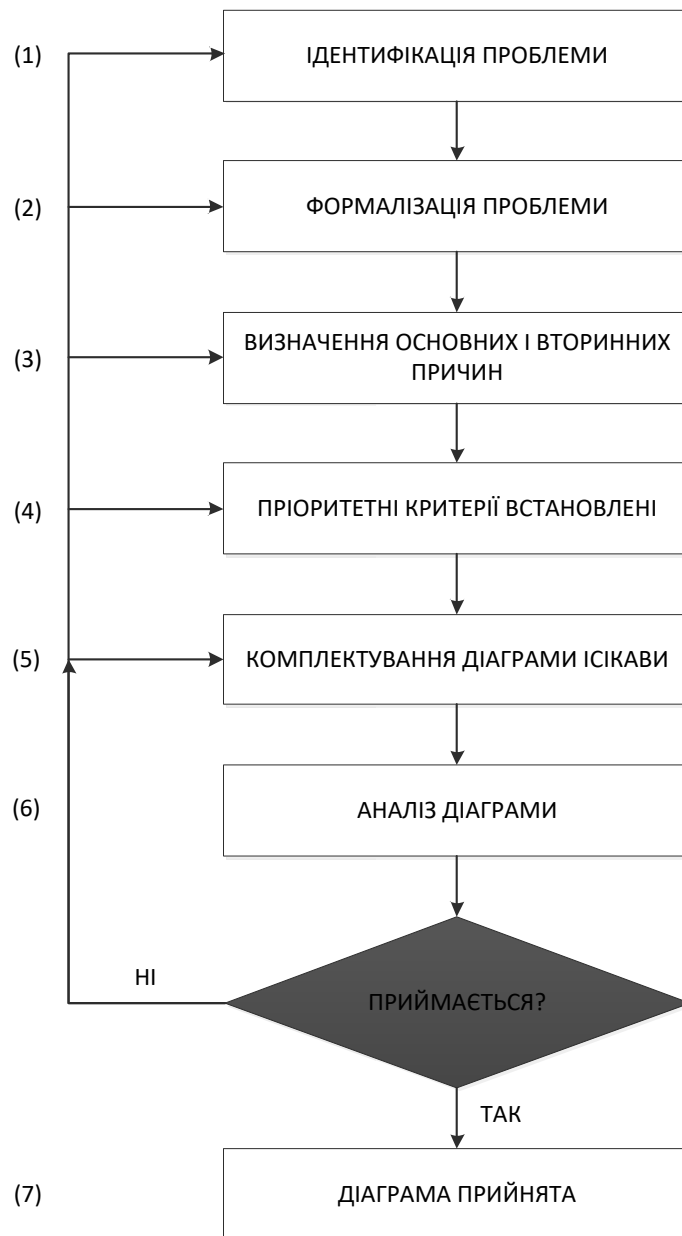 (1)
ІДЕНТИФІКАЦІЯ ПРОБЛЕМИ
(2)
ФОРМАЛІЗАЦІЯ ПРОБЛЕМИ
(3)
ВИЗНАЧЕННЯ ОСНОВНИХ І ВТОРИННИХ
ПРИЧИН
(4)
ПРІОРИТЕТНІ КРИТЕРІЇ ВСТАНОВЛЕНІ
(5)
КОМПЛЕКТУВАННЯ ДІАГРАМИ ІСІКАВИ
(6)
АНАЛІЗ ДІАГРАМИ
НІ
ПРИЙМАЄТЬСЯ?
ТАК
(7)
ДІАГРАМА ПРИЙНЯТА